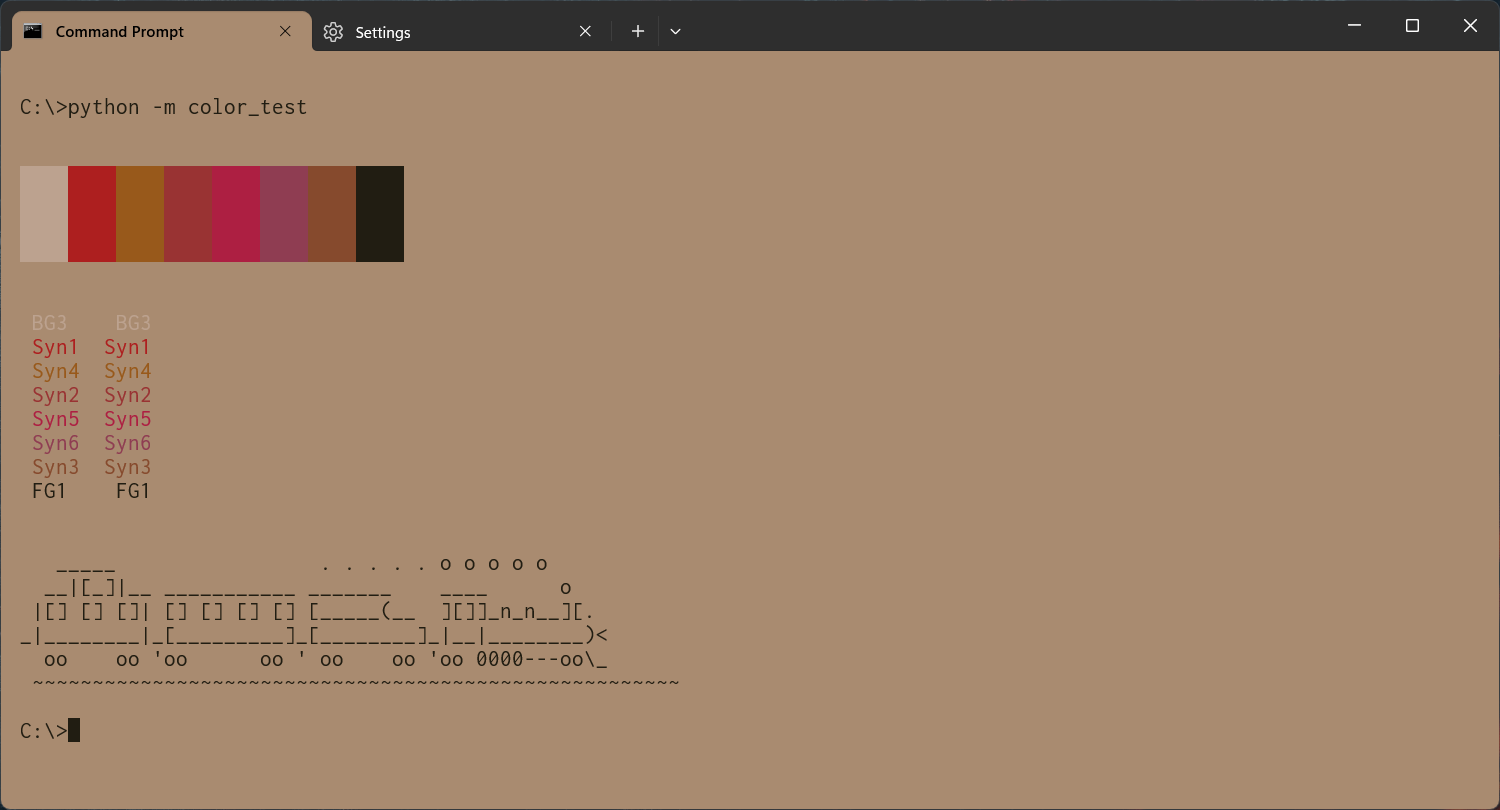 Command Prompt Settings
C:\>python -m color_test
BG3 BG3
Syn1 Syn1
Syn4 Syn4
Syn2 Syn2
Syn5 Syn5
Syn6 Syn6
Syn3 Syn3
FG1 FG1
   _____                 . . . . . o o o o o
  __|[_]|__ ___________ _______    ____      o
 |[] [] []| [] [] [] [] [_____(__  ][]]_n_n__][.
_|________|_[_________]_[________]_|__|________)<
  oo    oo 'oo      oo ' oo    oo 'oo 0000---oo\_
 ~~~~~~~~~~~~~~~~~~~~~~~~~~~~~~~~~~~~~~~~~~~~~~~~~~~~~~
C:\>